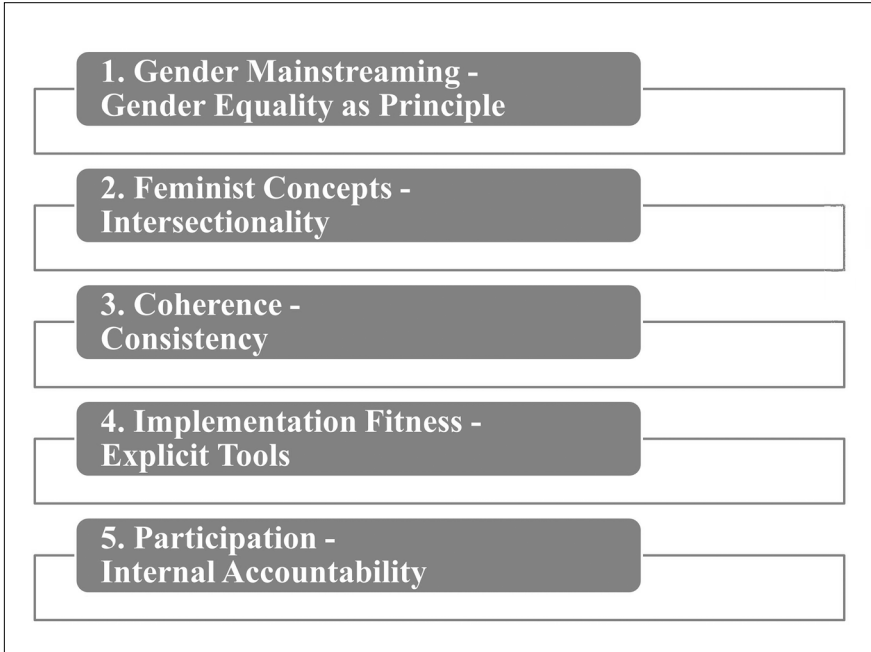 1. Gender Mainstreaming -
Gender Equality as Principle
2. Feminist Concepts -
Intersectionality
3. Coherence -
Consistency
4. Implementation Fitness -
Explicit Tools
5. Participation -
Internal Accountability